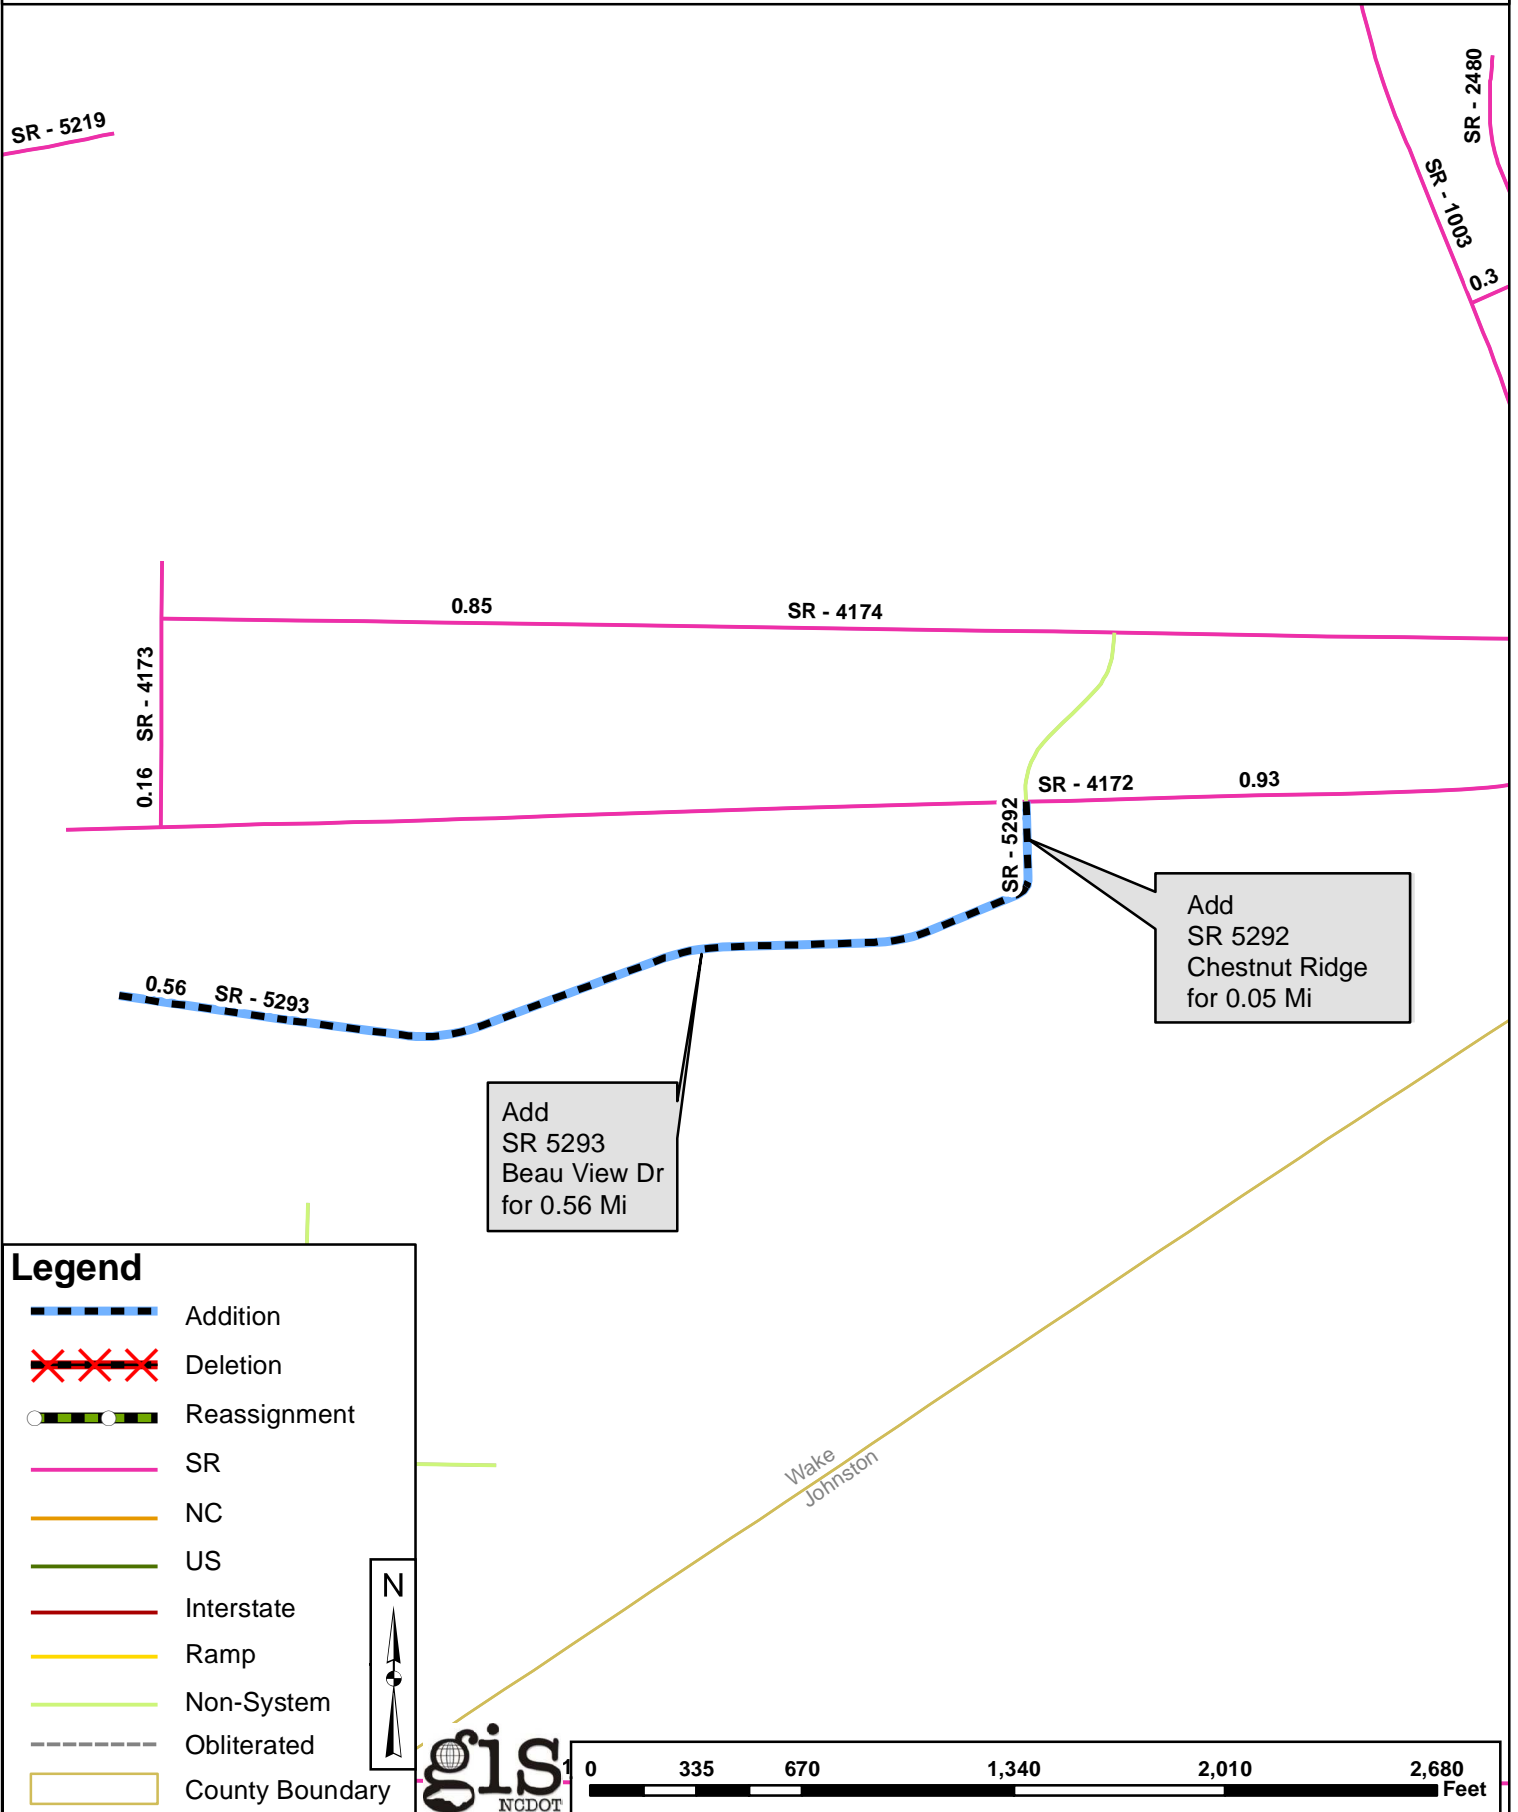 SR - 5219
SR - 2480
SR - 1003
0.3
0.85
SR - 4174
SR - 4173
0.16
SR - 4172
0.93
SR - 5292
Add
SR 5292
Chestnut Ridge
for 0.05 Mi
0.56
SR - 5293
Add
SR 5293
Beau View Dr
for 0.56 Mi
Wake
Johnston
Legend
Addition
Deletion
Reassignment
SR
NC
US
Interstate
Ramp
Non-System
Obliterated
County Boundary
N
gis
NCDOT
1
0 335 670 1,340 2,010 2,680
Feet